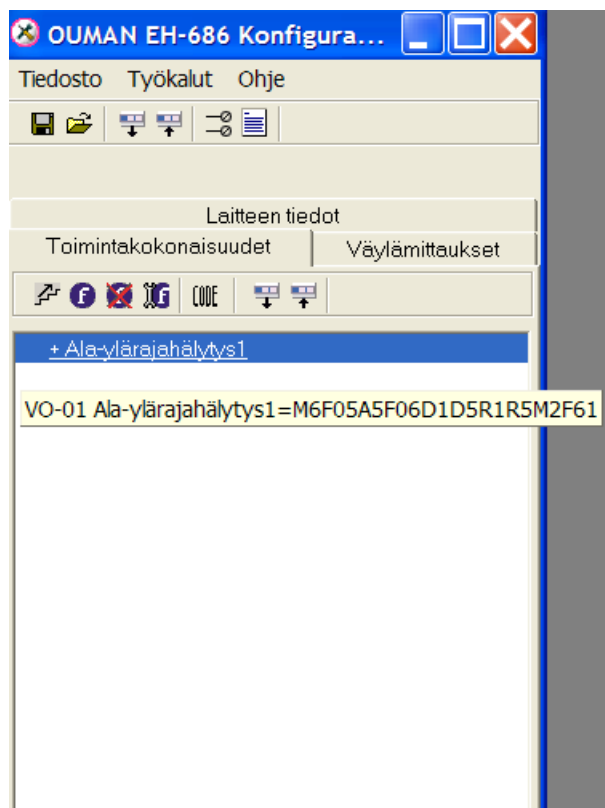 OUMAN EH-686 Konfigura...
Tiedosto Työkalut Ohje
Laitteen tiedot
Toimintakokonaisuudet Väylämittaukset
CODE
+ Ala-ylärajahälytys1
VO-01 Ala-ylärajahälytys1=M6F05A5F06D1D5R1R5M2F61